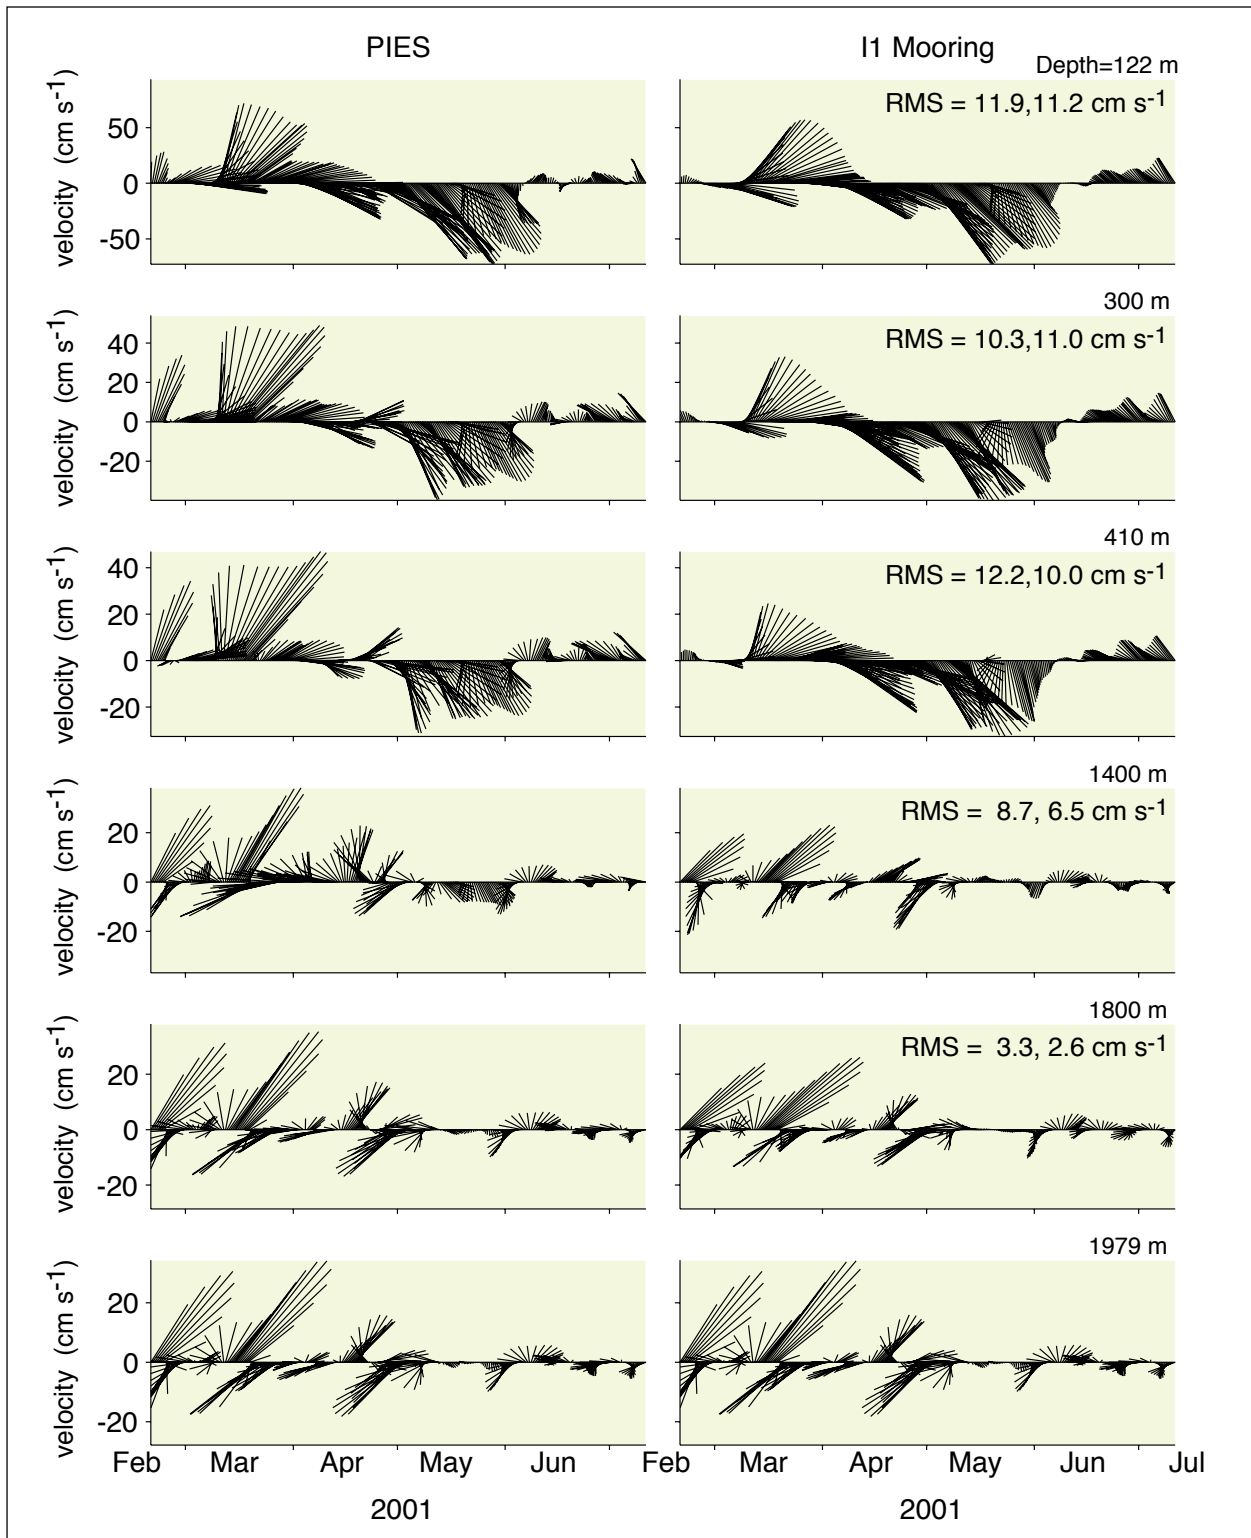 PIES
I1 Mooring
Depth=122 m
RMS = 11.9,11.2 cm s-1
velocity (cm s-1)
50
0
-50
300 m
RMS = 10.3,11.0 cm s-1
velocity (cm s-1)
40
20
0
-20
410 m
RMS = 12.2,10.0 cm s-1
velocity (cm s-1)
40
20
0
-20
1400 m
RMS = 8.7, 6.5 cm s-1
velocity (cm s-1)
20
0
-20
1800 m
RMS = 3.3, 2.6 cm s-1
velocity (cm s-1)
20
0
-20
1979 m
velocity (cm s-1)
20
0
-20
Feb Mar Apr May Jun
Feb Mar Apr May Jun Jul
2001
2001